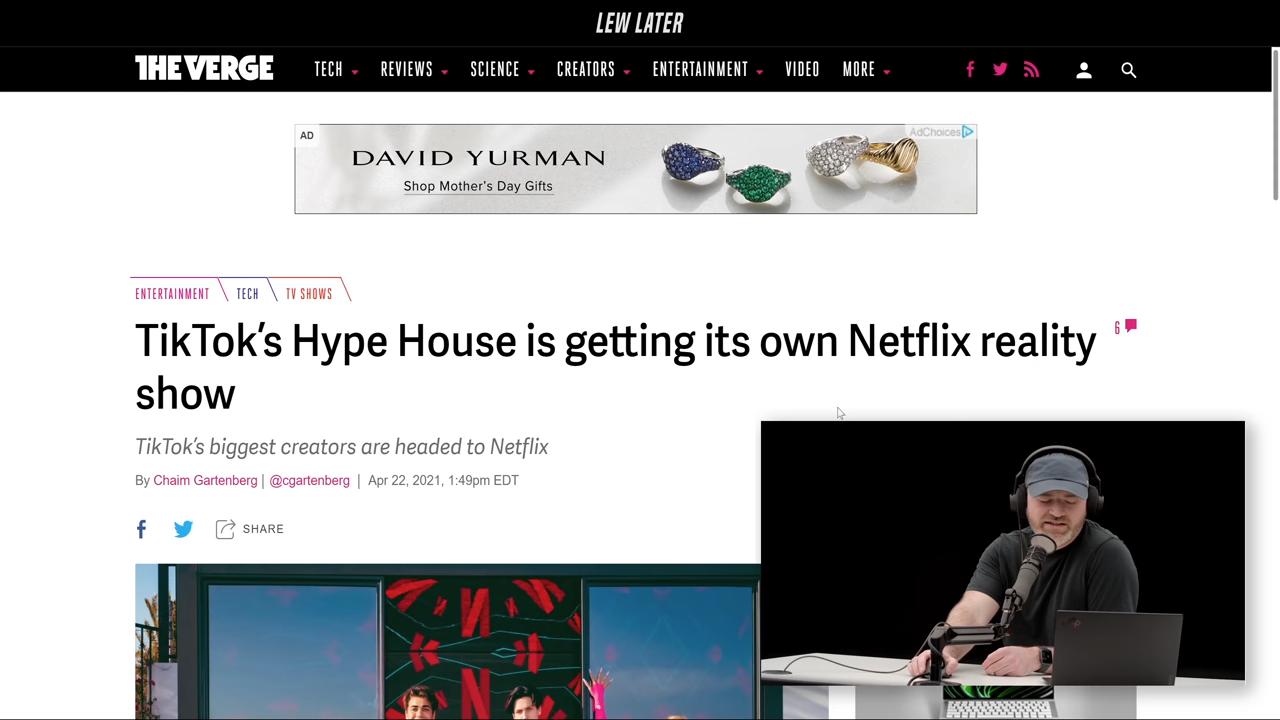 LEW LATER
THE VERGE TECH REVIEWS SCIENCE CREATORS ENTERTAINMENT VIDEO MORE
AD
AdChoices
DAVID YURMAN
Shop Mother's Day Gifts
ENTERTAINMENT TECH TV SHOWS
TikTok's Hype House is getting its own Netflix reality
show
6
TikTok's biggest creators are headed to Netflix
By Chaim Gartenberg | @cgartenberg | Apr 22, 2021, 1:49pm EDT
SHARE